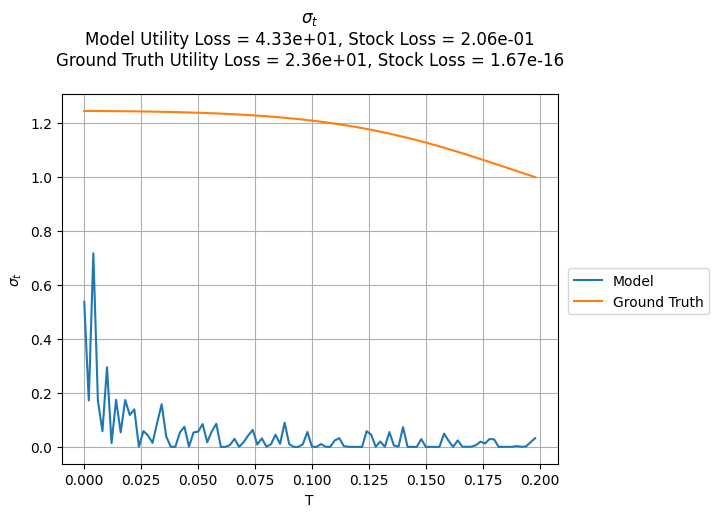 σt
Model Utility Loss = 4.33e+01, Stock Loss = 2.06e-01
Ground Truth Utility Loss = 2.36e+01, Stock Loss = 1.67e-16
1.2
1.0
0.8
0.6
0.4
0.2
0.0
σt
0.000 0.025 0.050 0.075 0.100 0.125 0.150 0.175 0.200
T
Model
Ground Truth